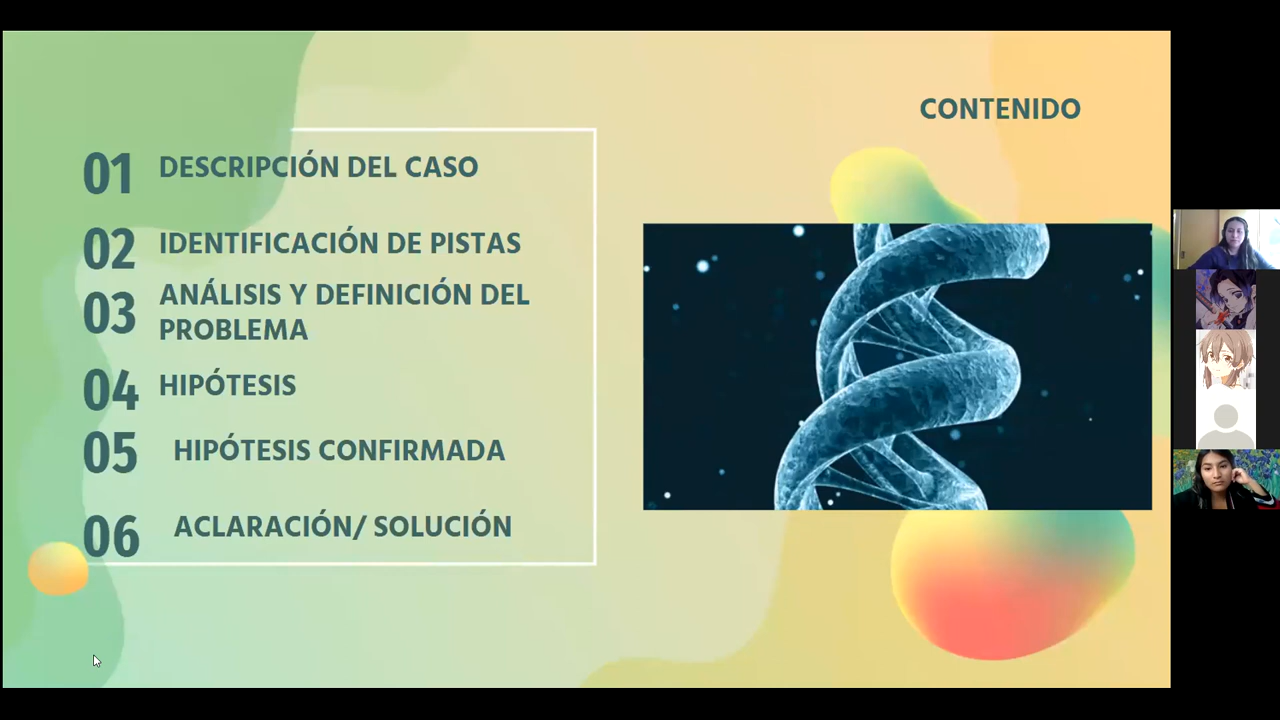 CONTENIDO
01 DESCRIPCIÓN DEL CASO
02 IDENTIFICACIÓN DE PISTAS
03 ANÁLISIS Y DEFINICIÓN DEL
PROBLEMA
04 HIPÓTESIS
05 HIPÓTESIS CONFIRMADA
06 ACLARACIÓN/ SOLUCIÓN